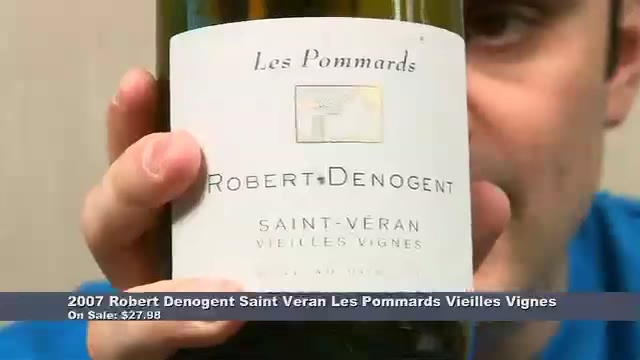 Les Pommards
ROBERT-DENOGENT
SAINT-VÉRAN
VIEILLES VIGNES
2007 Robert Denogent Saint Veran Les Pommards Vieilles Vignes
On Sale: $27.98